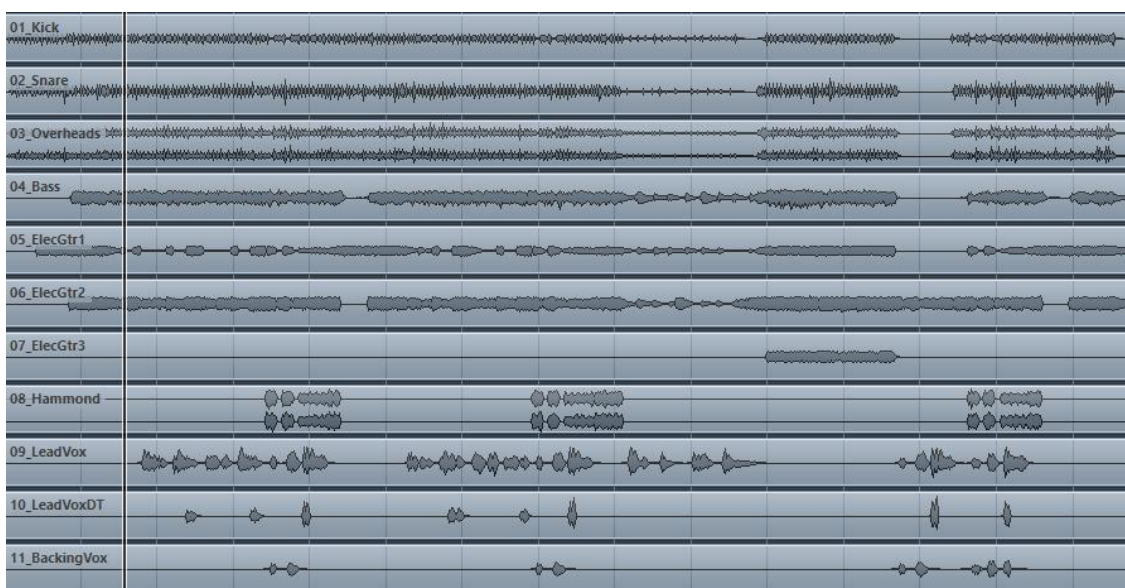 01_Kick
02_Snare
03_Overheads
04_Bass
05_ElecGtr1
06_ElecGtr2
07_ElecGtr3
08_Hammond
09_LeadVox
10_LeadVoxDT
11_BackingVox